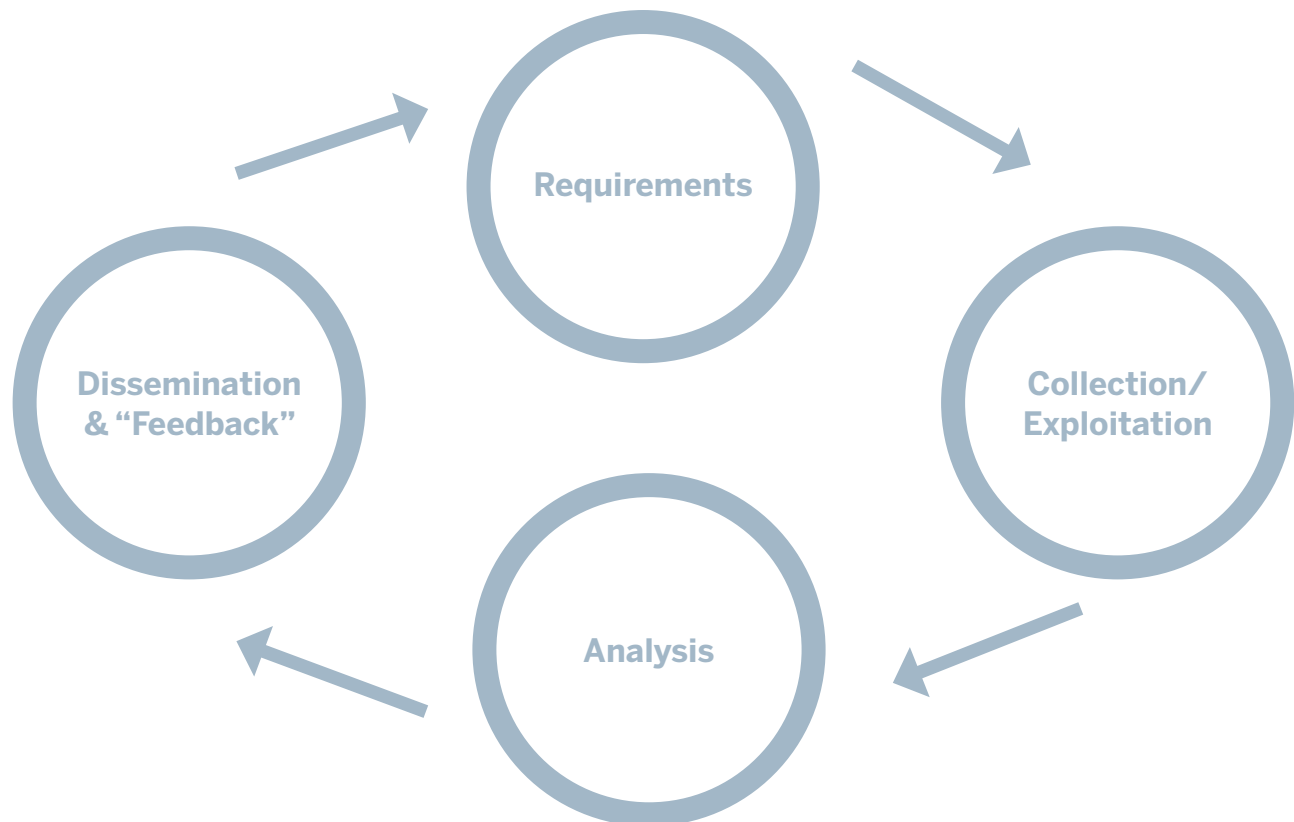 Requirements
Dissemination
& “Feedback”
Collection/
Exploitation
Analysis